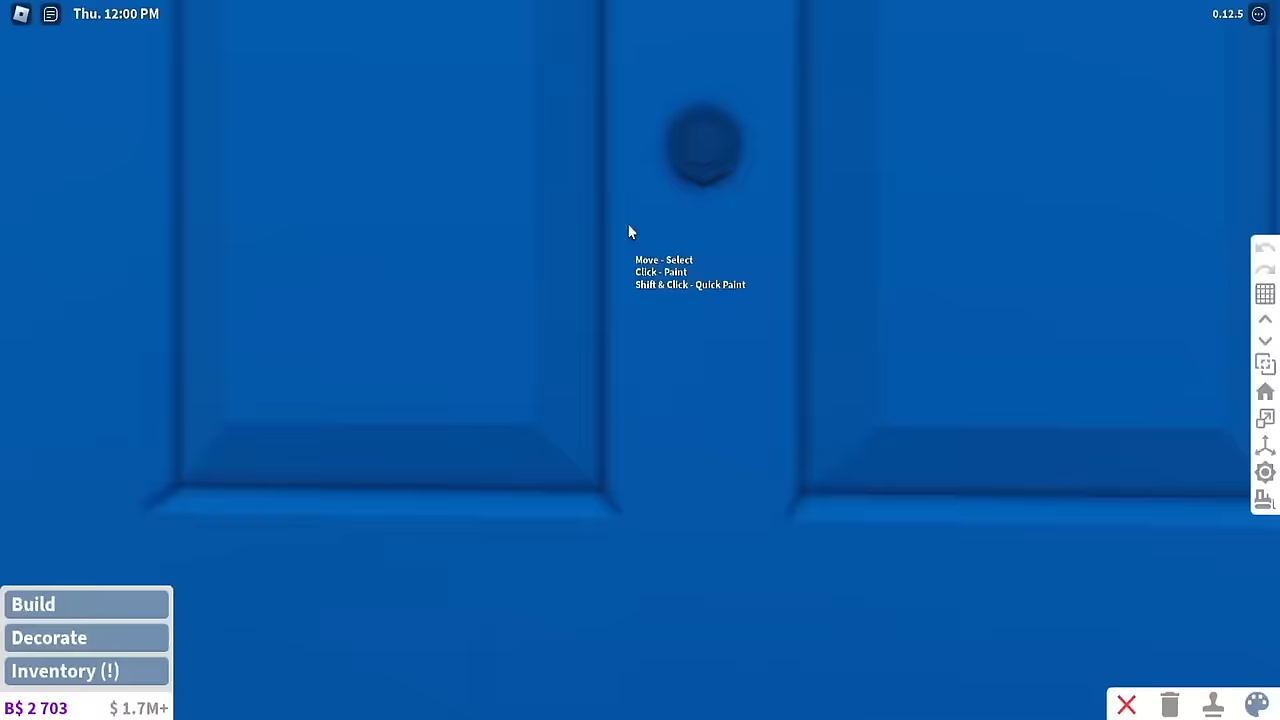 Thu. 12:00 PM
0.12.5
Move - Select
Click - Paint
Shift & Click - Quick Paint
Build
Decorate
Inventory (!)
B$ 2 703 $ 1.7M+